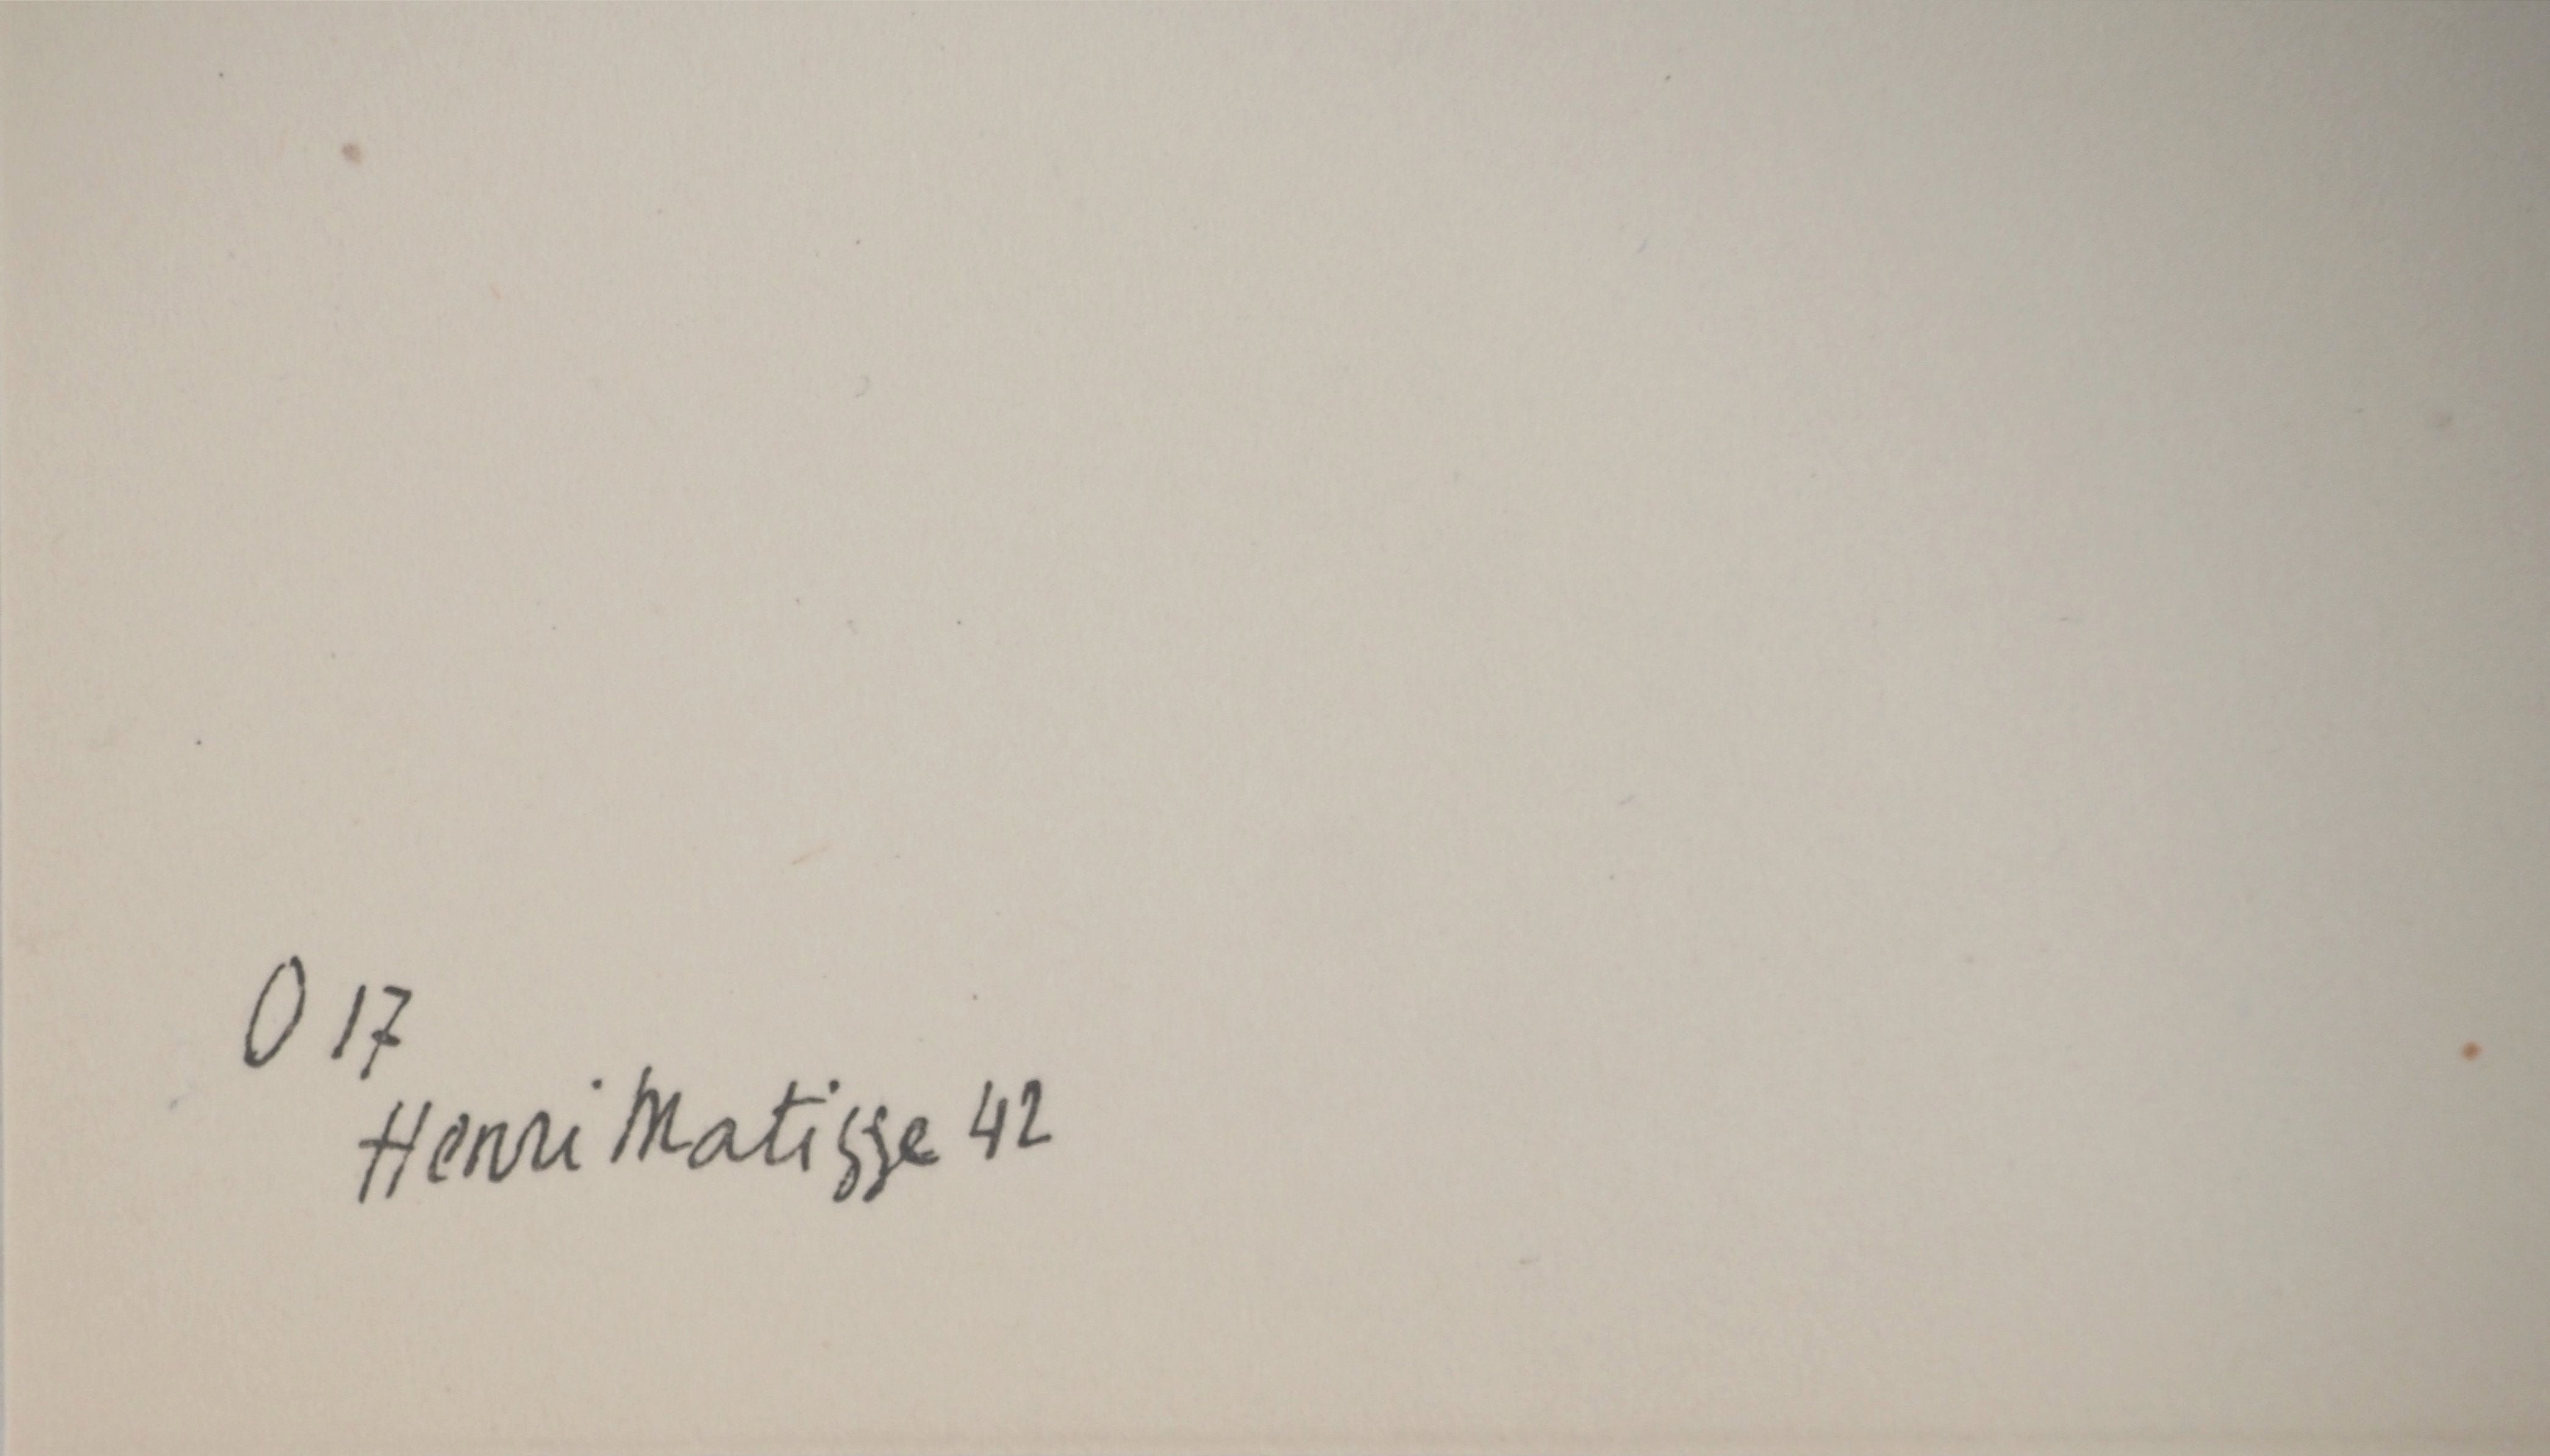 O 17
Henri Matisse 42